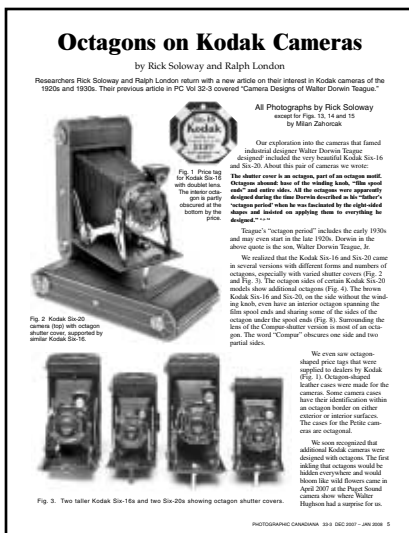 Octagons on Kodak Cameras
by Rick Soloway and Ralph London
Researchers Rick Soloway and Ralph London return with a new article on their interest in Kodak cameras of the
1920s and 1930s. Their previous article in PC Vol 32-3 covered “Camera Designs of Walter Dorwin Teague.”
All Photographs by Rick Soloway
except for Figs. 13, 14 and 15
by Milan Zahorcak
Six-16
Kodak
Fig. 1 Price tag
for Kodak Six-16
with doublet lens.
The interior octa-
gon is partly
obscured at the
bottom by the
price.
Our exploration into the cameras that famed
industrial designer Walter Dorwin Teague
designed¹ included the very beautiful Kodak Six-16
and Six-20. About this pair of cameras we wrote:
The shutter cover is an octagon, part of an octagon motif.
Octagons abound: base of the winding knob, “film spool
ends” and entire sides. All the octagons were apparently
designed during the time Dorwin described as his “father’s
‘octagon period’ when he was fascinated by the eight-sided
shapes and insisted on applying them to everything he
designed.”
Teague’s “octagon period” includes the early 1930s
and may even start in the late 1920s. Dorwin in the
above quote is the son, Walter Dorwin Teague, Jr.
We realized that the Kodak Six-16 and Six-20 came
in several versions with different forms and numbers of
octagons, especially with varied shutter covers (Fig. 2
and Fig. 3). The octagon sides of certain Kodak Six-20
models show additional octagons (Fig. 4). The brown
Kodak Six-16 and Six-20, on the side without the wind-
ing knob, even have an interior octagon spanning the
film spool ends and sharing some of the sides of the
octagon under the spool ends (Fig. 8). Surrounding the
lens of the Compur-shutter version is most of an octa-
gon. The word “Compur” obscures one side and two
partial sides.
Fig. 2 Kodak Six-20
camera (top) with octagon
shutter cover, supported by
similar Kodak Six-16.
We even saw octagon-
shaped price tags that were
supplied to dealers by Kodak
(Fig. 1). Octagon-shaped
leather cases were made for the
cameras. Some camera cases
have their identification within
an octagon border on either
exterior or interior surfaces.
The cases for the Petite cam-
eras are octagonal.
We soon recognized that
additional Kodak cameras were
designed with octagons. The first
inkling that octagons would be
hidden everywhere and would
bloom like wild flowers came in
April 2007 at the Puget Sound
camera show where Walter
Hughson had a surprise for us.
Fig. 3. Two taller Kodak Six-16s and two Six-20s showing octagon shutter covers.
PHOTOGRAPHIC CANADIANA 33-3 DEC 2007 – JAN 2008 5